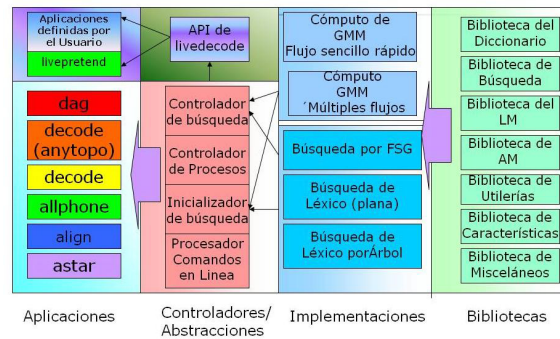 Aplicaciones
definidas por
el Usuario
livepretend
dag
decode
(anytopo)
decode
allphone
align
astar
API de
livedecode
Controlador
de búsqueda
Controlador
de Procesos
Inicializador
de búsqueda
Procesador
Comandos
en Linea
Cómputo de
GMM
Flujo sencillo rápido
Cómputo
GMM
´Múltiples flujos
Búsqueda por FSG
Búsqueda de
Léxico (plana)
Búsqueda de
Léxico porÁrbol
Biblioteca del
Diccionario
Biblioteca de
Búsqueda
Biblioteca del
LM
Biblioteca de
AM
Biblioteca de
Utilerías
Biblioteca de
Características
Biblioteca de
Misceláneos
Aplicaciones
Controladores/
Abstracciones
Implementaciones
Bibliotecas